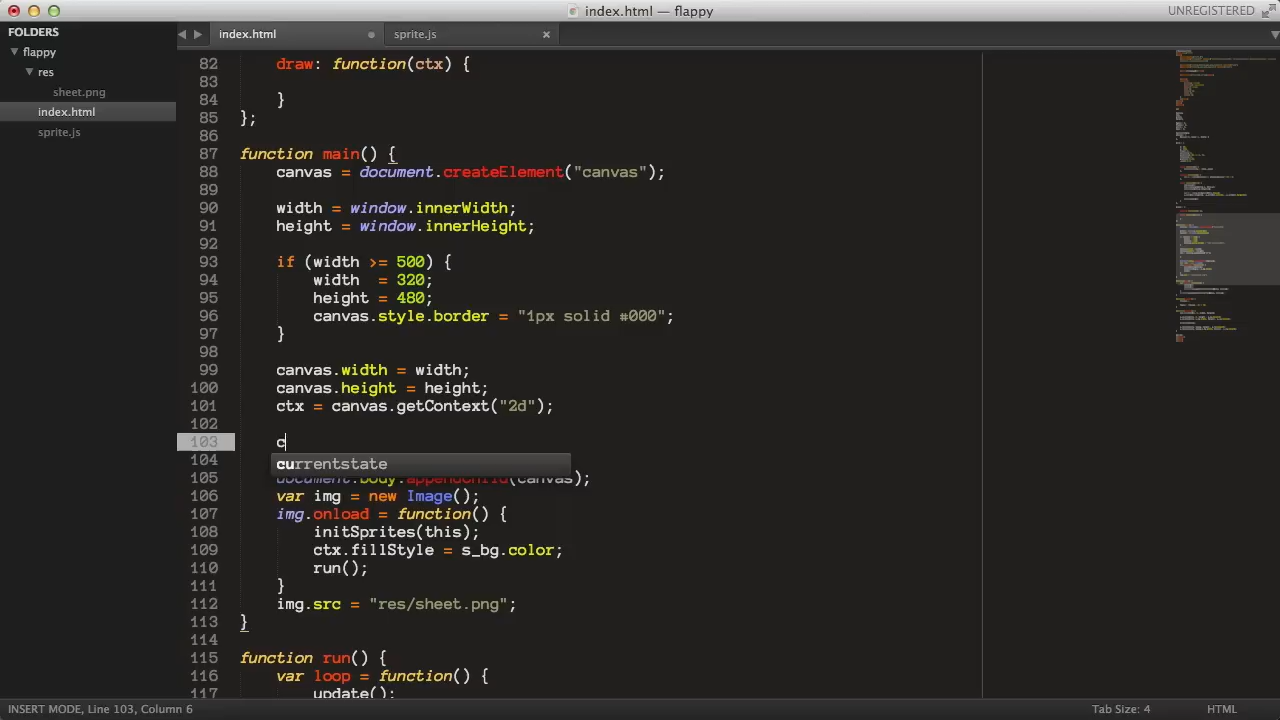 index.html — flappy
UNREGISTERED
FOLDERS
flappy
res
sheet.png
index.html
sprite.js
index.html
sprite.js
82 draw: function(ctx) {
83
84 }
85 };
86
87 function main() {
88 canvas = document.createElement("canvas");
89
90 width = window.innerWidth;
91 height = window.innerHeight;
92
93 if (width >= 500) {
94 width  = 320;
95 height = 480;
96 canvas.style.border = "1px solid #000";
97 }
98
99 canvas.width = width;
100 canvas.height = height;
101 ctx = canvas.getContext("2d");
102
103 c
currentstate
104
105 document.body.appendChild(canvas);
106 var img = new Image();
107 img.onload = function() {
108 initSprites(this);
109 ctx.fillStyle = s_bg.color;
110 run();
111 }
112 img.src = "res/sheet.png";
113 }
114
115 function run() {
116 var loop = function() {
117 update();
INSERT MODE, Line 103, Column 6
Tab Size: 4
HTML